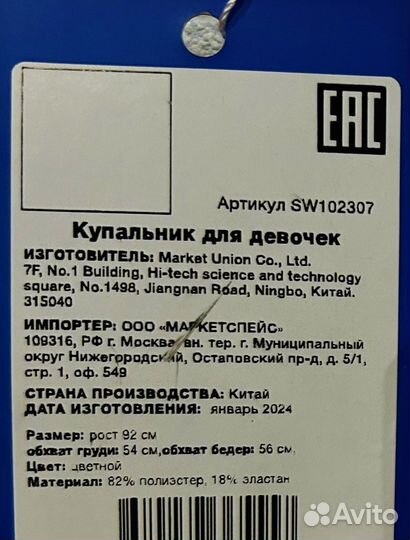 EAC
Артикул SW102307
Купальник для девочек
ИЗГОТОВИТЕЛЬ: Market Union Co., Ltd.
7F, No.1 Building, Hi-tech science and technology
square, No.1498, Jiangnan Road, Ningbo, Китай.
315040
ИМПОРТЕР: ООО «МАРКЕТСПЕЙС»
109316, РФ г. Москва, вн. тер. г. Муниципальный
округ Нижегородский, Остаповский пр-д, д. 5/1,
стр. 1, оф. 549
СТРАНА ПРОИЗВОДСТВА: Китай
ДАТА ИЗГОТОВЛЕНИЯ: январь 2024
Размер: рост 92 см
обхват груди: 54 см,обхват бедер: 56 см,
Цвет: цветной
Материал: 82% полиэстер, 18% эластан
Avito